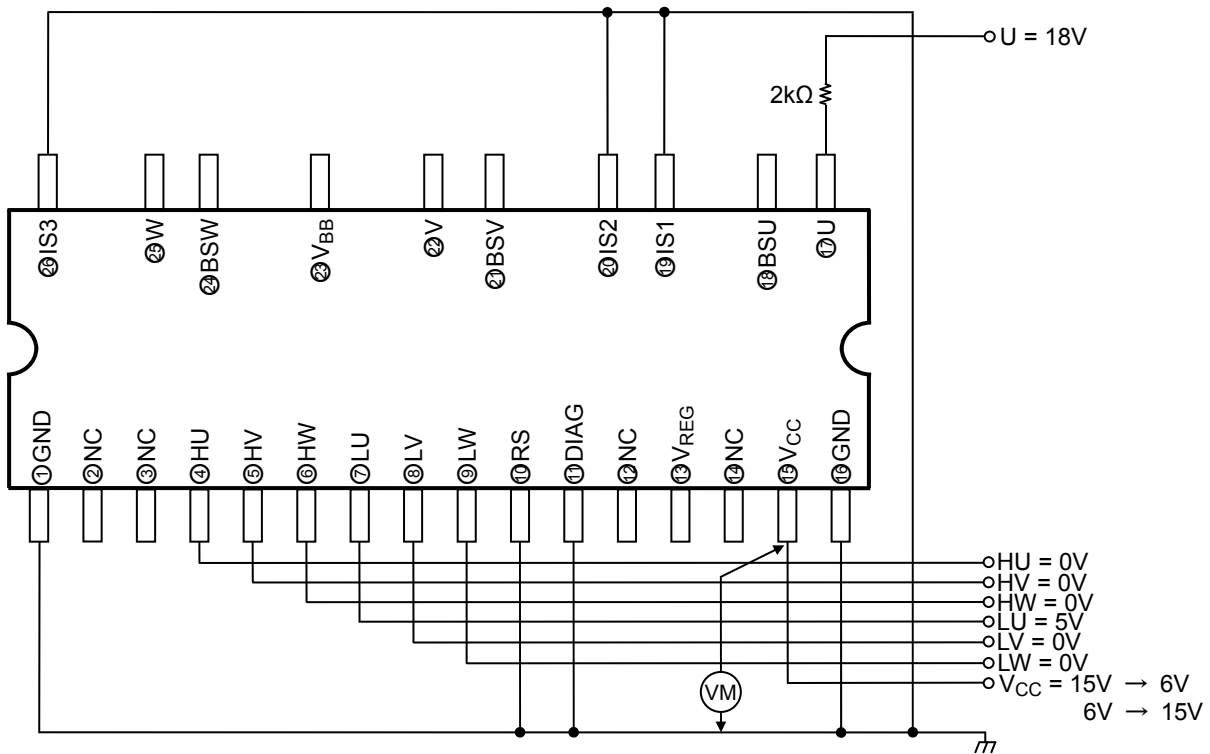 U = 18V
2kΩ
㉖IS3
㉕W
㉔BSW
㉓VBB
㉒V
㉑BSV
⑳IS2
⑲IS1
⑱BSU
⑰U
①GND
②NC
③NC
④HU
⑤HV
⑥HW
⑦LU
⑧LV
⑨LW
⑩RS
⑪DIAG
⑫NC
⑬VREG
⑭NC
⑮VCC
⑯GND
HU = 0V
HV = 0V
HW = 0V
LU = 5V
LV = 0V
LW = 0V
VM
VCC = 15V → 6V
6V → 15V